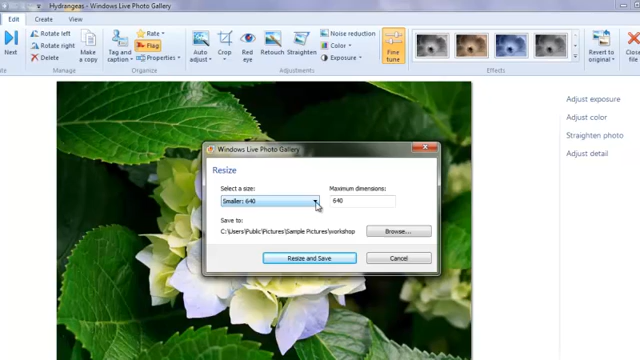 Hydrangeas - Windows Live Photo Gallery
Edit Create View
Next
Rotate left
Rotate right
Delete
Make a copy
Manage
Tag and caption
Rate
Flag
Properties
Organize
Auto adjust
Crop
Red eye
Retouch
Straighten
Noise reduction
Color
Exposure
Adjustments
Fine tune
Effects
Revert to original
Close file
Adjust exposure
Adjust color
Straighten photo
Adjust detail
Windows Live Photo Gallery
Resize
Select a size:
Maximum dimensions:
Smaller: 640
640
Save to:
C:\Users\Public\Pictures\Sample Pictures\workshop
Browse...
Resize and Save
Cancel